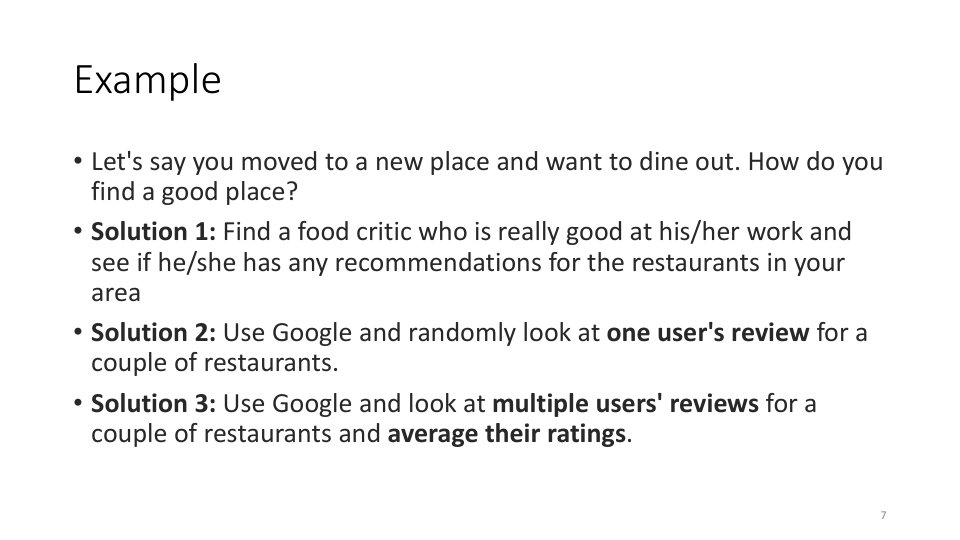 Example
• Let's say you moved to a new place and want to dine out. How do you
find a good place?
• Solution 1: Find a food critic who is really good at his/her work and
see if he/she has any recommendations for the restaurants in your
area
• Solution 2: Use Google and randomly look at one user's review for a
couple of restaurants.
• Solution 3: Use Google and look at multiple users' reviews for a
couple of restaurants and average their ratings.
7